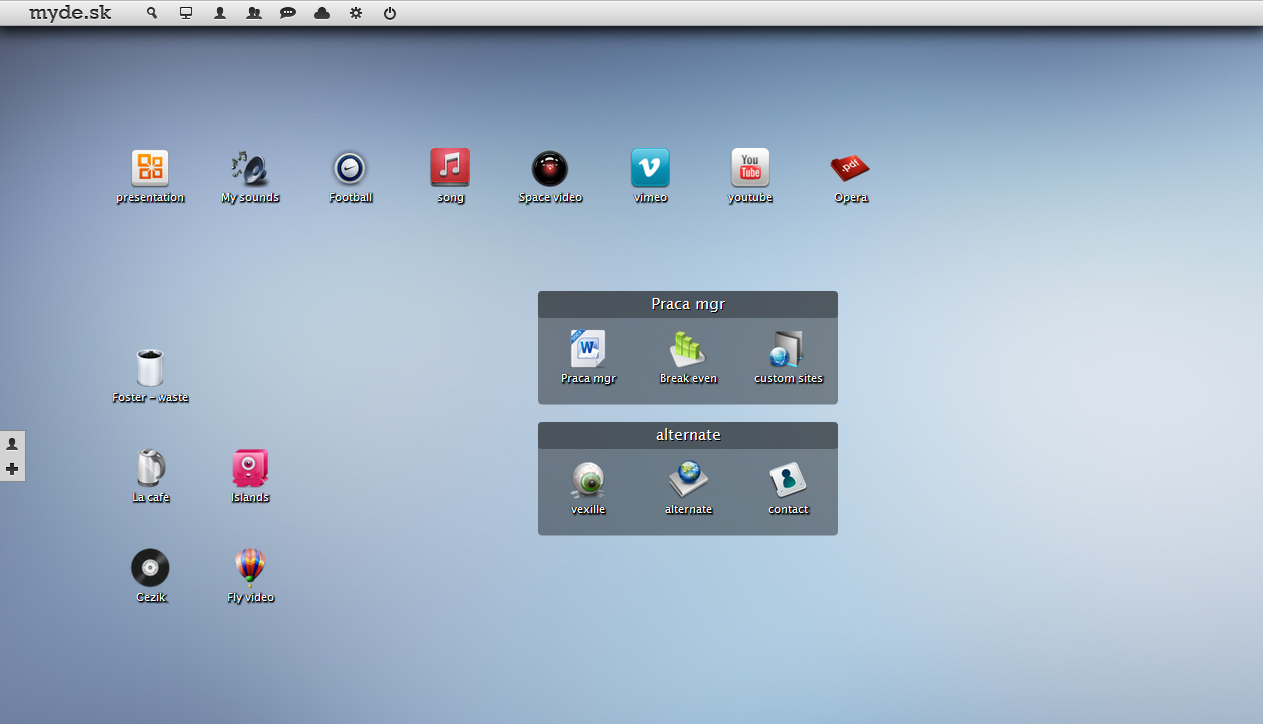 myde.sk
presentation
My sounds
Football
song
Space video
vimeo
You
Tube
youtube
.pdf
Opera
Praca mgr
W
Praca mgr
Break even
custom sites
Foster - waste
alternate
La cafe
Islands
vexille
alternate
contact
Cezik.
Fly video